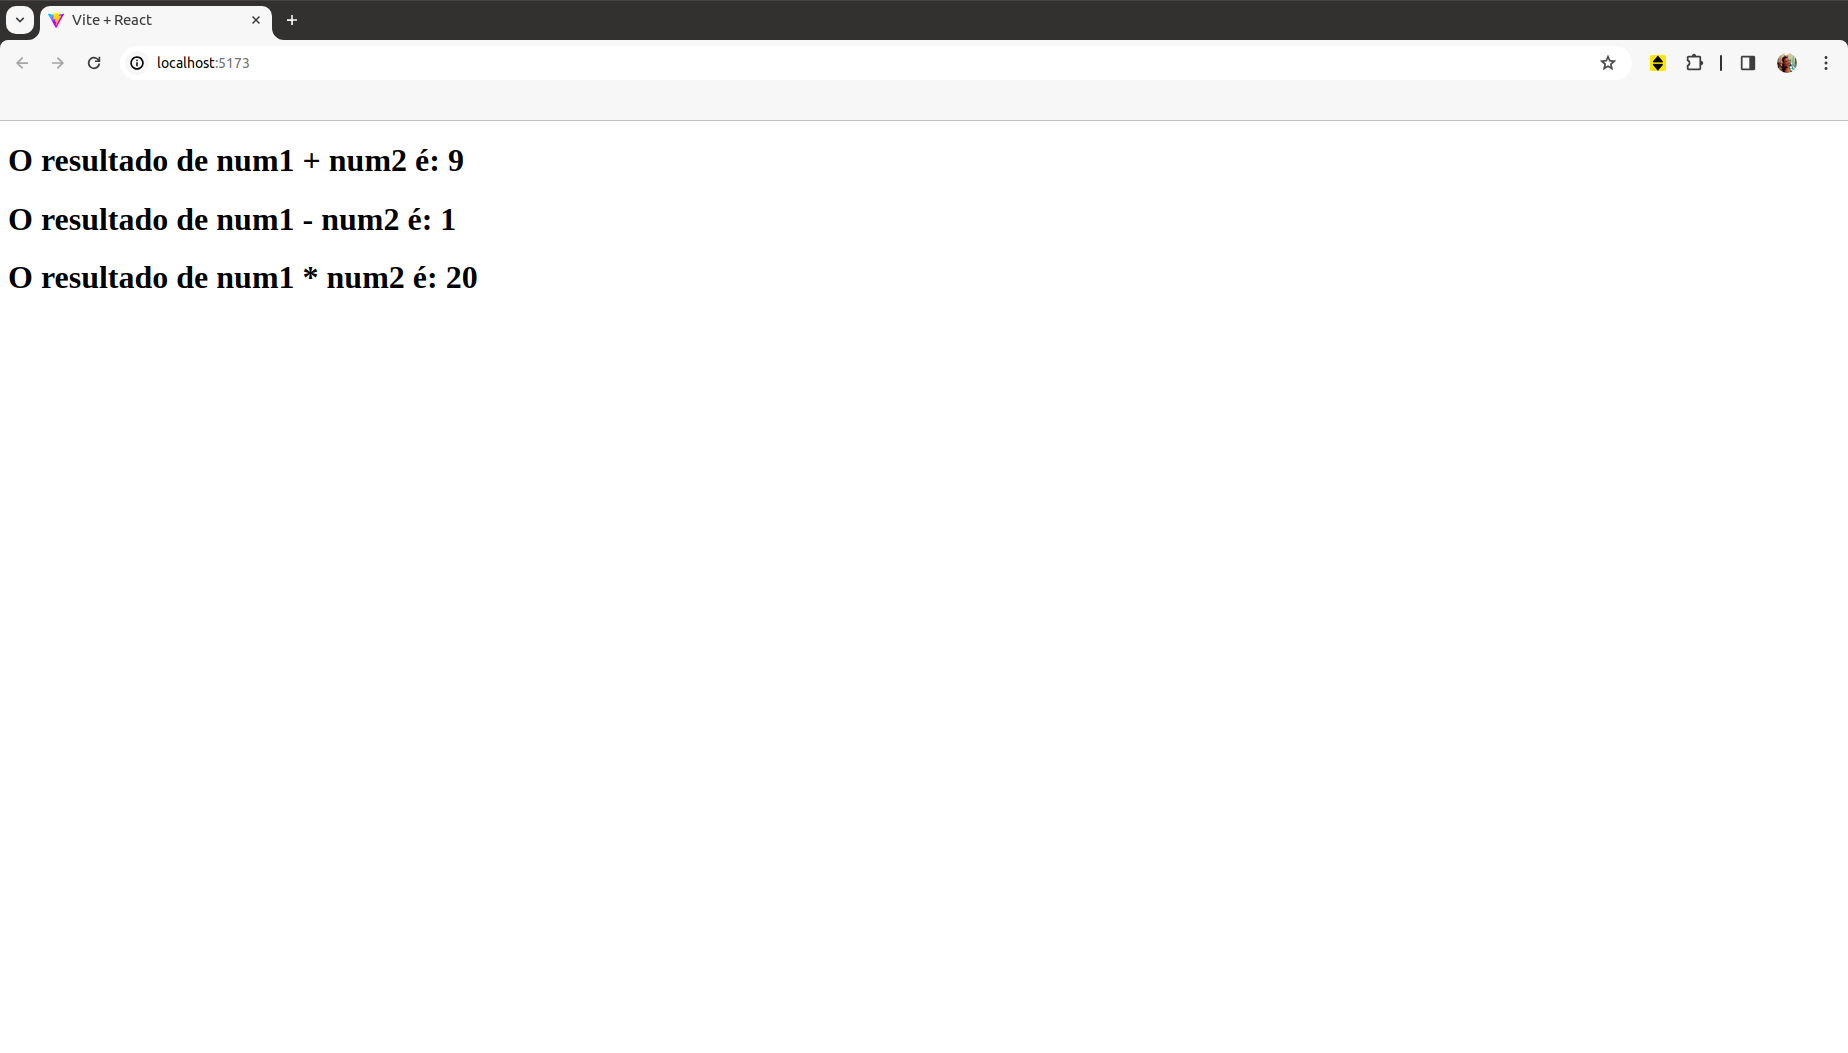 Vite + React
localhost:5173
O resultado de num1 + num2 é: 9
O resultado de num1 - num2 é: 1
O resultado de num1 * num2 é: 20